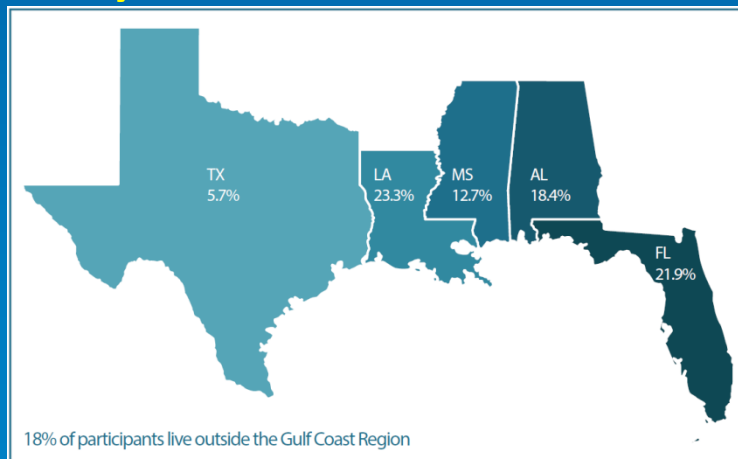 TX
5.7%
LA
23.3%
MS
12.7%
AL
18.4%
FL
21.9%
18% of participants live outside the Gulf Coast Region